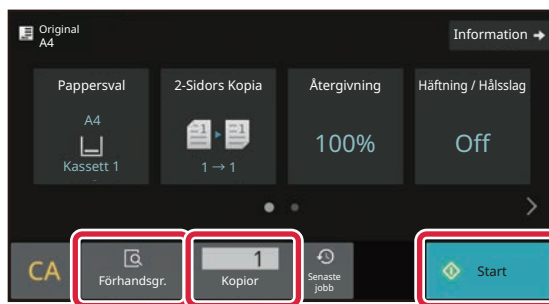 Original
A4
Information
Pappersval
2-Sidors Kopia
Återgivning
Häftning / Hålsslag
A4
Kassett 1
1 → 1
100%
Off
CA
Förhandsgr.
1
Kopior
Senaste
jobb
Start